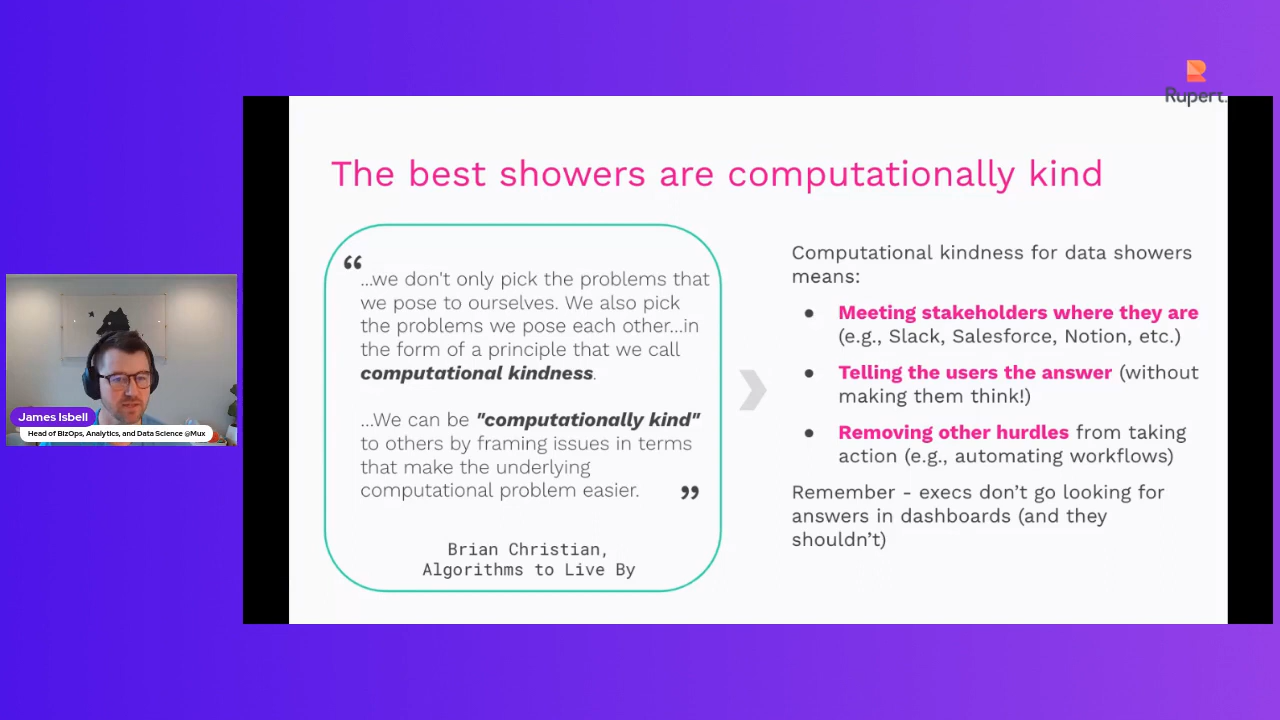 Rupert.
The best showers are computationally kind
“
...we don't only pick the problems that
we pose to ourselves. We also pick
the problems we pose each other...in
the form of a principle that we call
computational kindness.
...We can be "computationally kind"
to others by framing issues in terms
that make the underlying
computational problem easier. ”
Brian Christian,
Algorithms to Live By
Computational kindness for data showers
means:
● Meeting stakeholders where they are
(e.g., Slack, Salesforce, Notion, etc.)
● Telling the users the answer (without
making them think!)
● Removing other hurdles from taking
action (e.g., automating workflows)
Remember - execs don’t go looking for
answers in dashboards (and they
shouldn’t)
James Isbell
Head of BizOps, Analytics, and Data Science @Mux